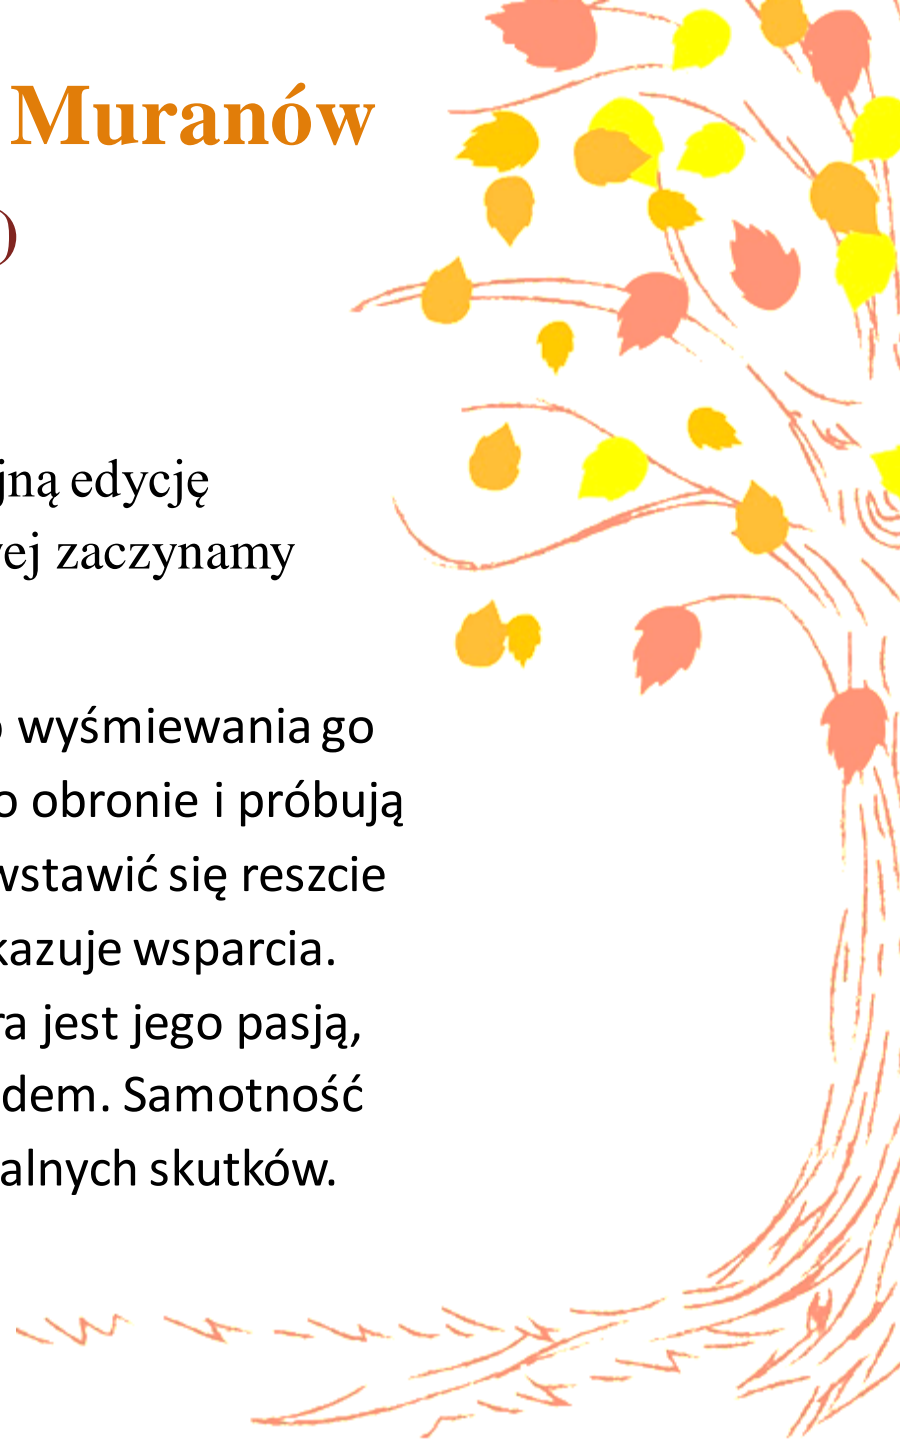 Muranów
)
jną edycję
ej zaczynamy
wyśmiewania go
o obronie i próbują
wstawić się reszcie
kazuje wsparcia.
ra jest jego pasją,
dem. Samotność
alnych skutków.